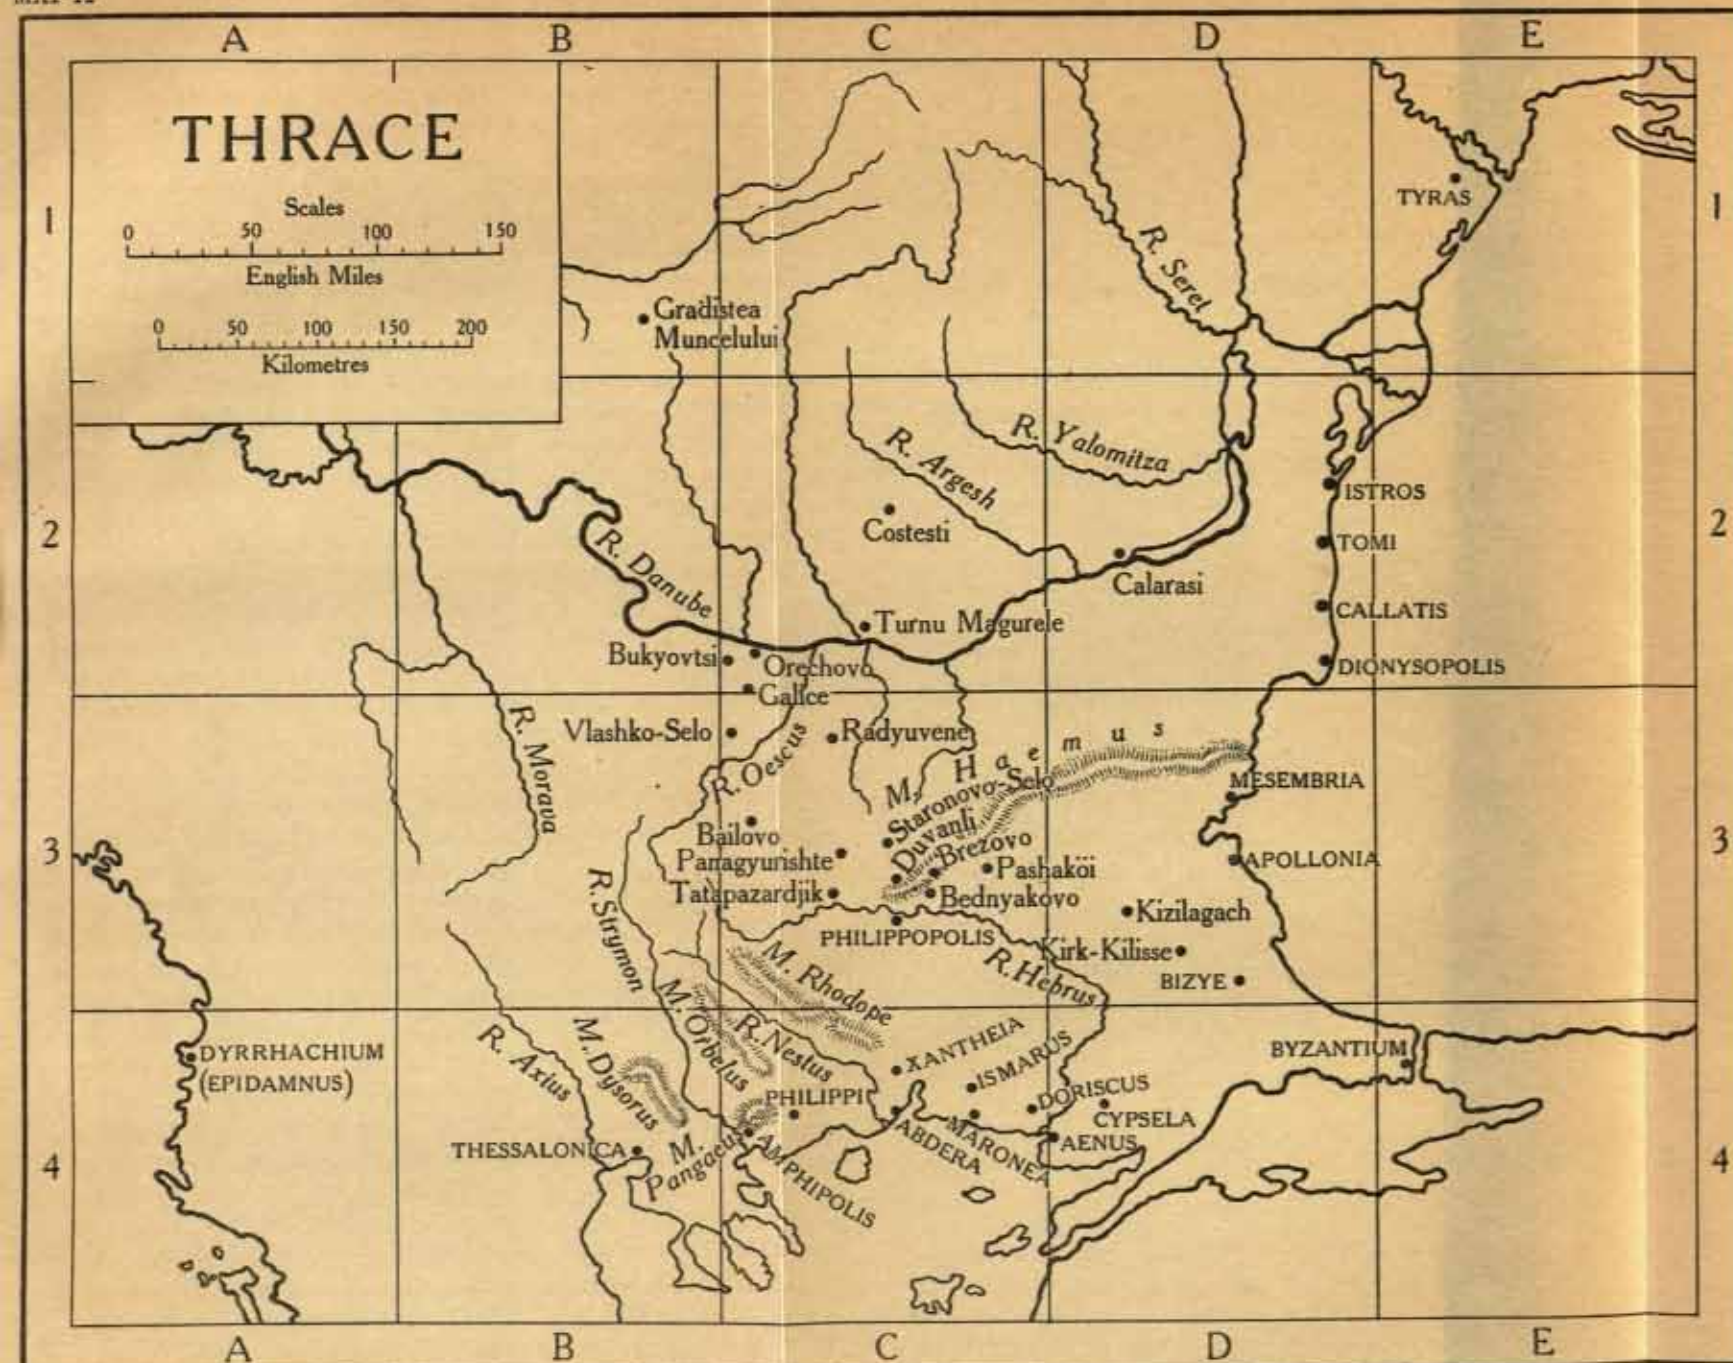 A B C D E
THRACE
Scales
0 50 100 150
English Miles
0 50 100 150 200
Kilometres
1 1
TYRAS
R. Seret
Gradistea
Muncelului
R. Yalomitza
R. Argesh
ISTROS
2 2
Costesti
TOMI
R. Danube
Calarasi
CALLATIS
Turnu Magurele
Bukyovtsi
Orechovo
DIONYSOPOLIS
Galice
R. Morava
Vlashko-Selo
Radyuvene
R. Oescus
M. Haemus
MESEMBRIA
Staronovo-Selo
Duvanli
Bailovo
Brezovo
3 3
Panagyurishte
APOLLONIA
Pashaköi
Tatapazardjik
Bednyakovo
Kizilagach
R. Strymon
PHILIPPOPOLIS
Kirk-Kilisse
M. Rhodope
R. Hebrus
BIZYE
M. Orbelus
R. Nestus
R. Axius
M. Dysorus
XANTHEIA
ISMARUS
BYZANTIUM
DYRRHACHIUM
(EPIDAMNUS)
PHILIPPI
DORISCUS
CYPSELA
ABDERA
MARONEA
AENUS
THESSALONICA
M.
Pangaeus
AMPHIPOLIS
4 4
A B C D E